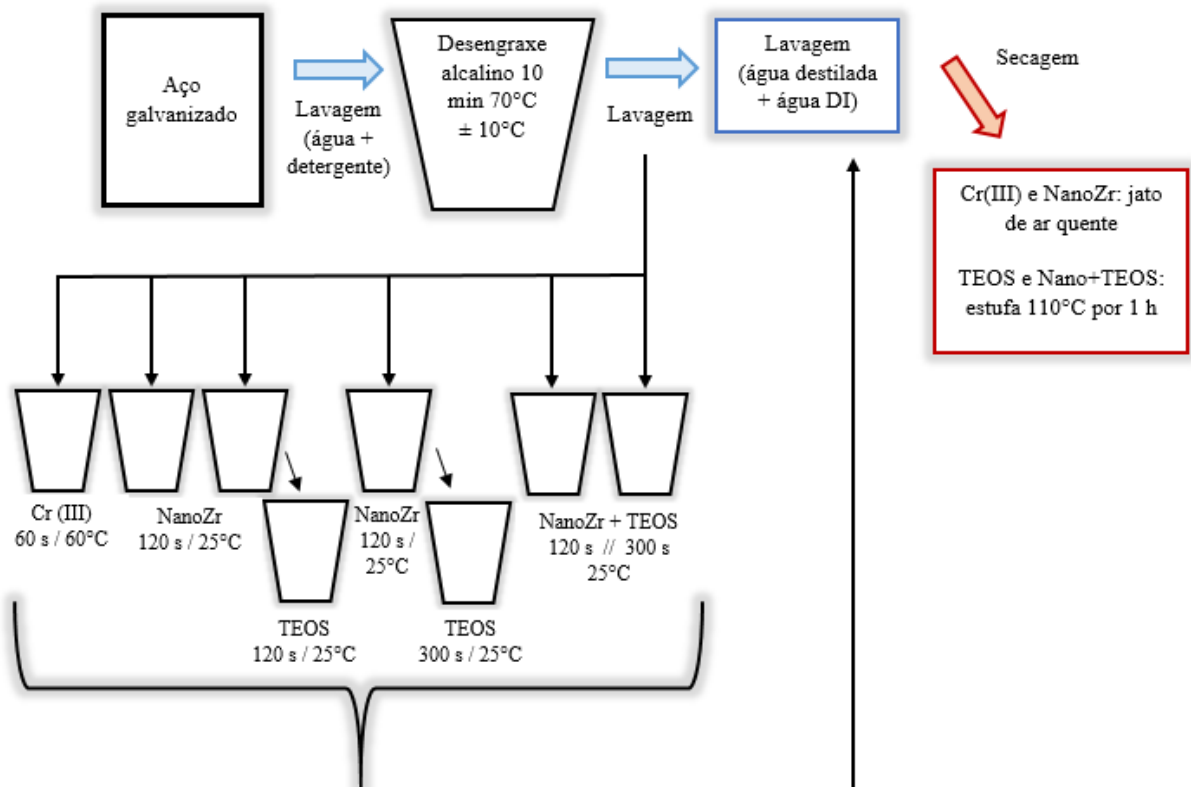 Aço
galvanizado
Lavagem
(água +
detergente)
Desengraxe
alcalino 10
min 70°C
± 10°C
Lavagem
Lavagem
(água destilada
+ água DI)
Secagem
Cr(III) e NanoZr: jato
de ar quente
TEOS e Nano+TEOS:
estufa 110°C por 1 h
Cr (III)
60 s / 60°C
NanoZr
120 s / 25°C
TEOS
120 s / 25°C
NanoZr
120 s /
25°C
TEOS
300 s / 25°C
NanoZr + TEOS
120 s // 300 s
25°C